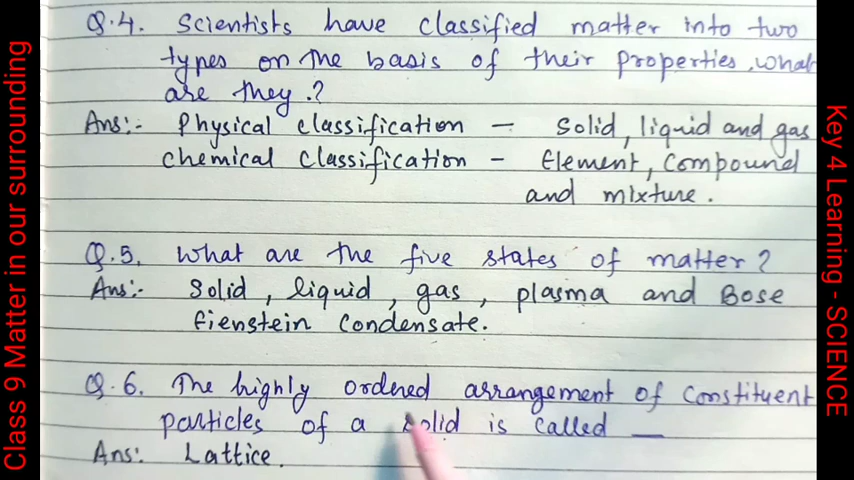 Class 9 Matter in our surrounding
Q.4. Scientists have classified matter into two
types on the basis of their properties, what
are they.?
Ans:- Physical classification - Solid, liquid and gas
chemical classification - Element, Compound
and mixture.
Q.5. What are the five states of matter?
Ans:- Solid, liquid, gas, plasma and Bose
Eienstein Condensate.
Q.6. The highly ordered arrangement of Constituent
particles of a solid is called __
Ans: Lattice.
Key 4 Learning - SCIENCE